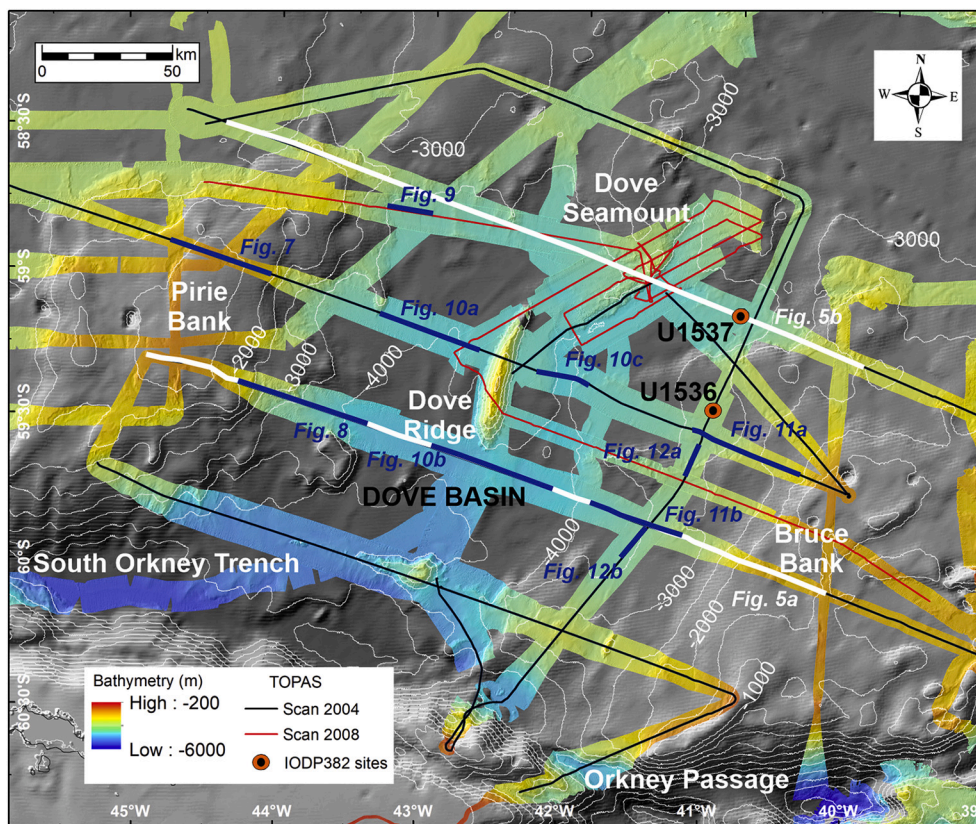 km
0
50
N
W
E
S
58°30'S
59°S
59°30'S
60°S
60°30'S
-3000
-3000
-3000
Dove
Seamount
Fig. 9
Fig. 7
Pirie
Bank
Fig. 10a
Fig. 5b
U1537
-2000
-3000
-4000
Fig. 10c
U1536
Dove
Ridge
Fig. 8
Fig. 10b
Fig. 12a
Fig. 11a
DOVE BASIN
Fig. 11b
-4000
Fig. 12b
Bruce
Bank
South Orkney Trench
-3000
Fig. 5a
-2000
-1000
Bathymetry (m)
High : -200
Low : -6000
TOPAS
Scan 2004
Scan 2008
IODP382 sites
Orkney Passage
45°W
44°W
43°W
42°W
41°W
40°W
39